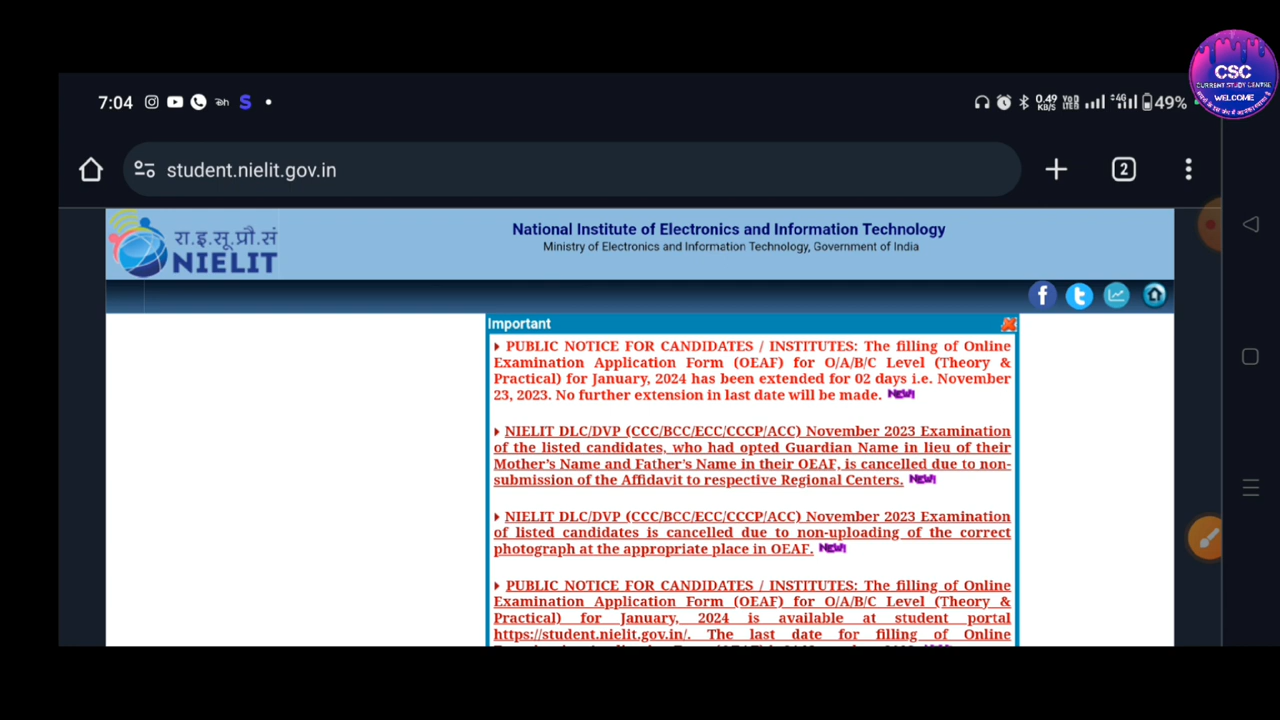 CSC
CURRENT STUDY CENTRE
WELCOME
7:04
0.49 KB/S
4G
49%
student.nielit.gov.in
2
रा.इ.सू.प्रौ.सं
NIELIT
National Institute of Electronics and Information Technology
Ministry of Electronics and Information Technology, Government of India
Important
PUBLIC NOTICE FOR CANDIDATES / INSTITUTES: The filling of Online
Examination Application Form (OEAF) for O/A/B/C Level (Theory &
Practical) for January, 2024 has been extended for 02 days i.e. November
23, 2023. No further extension in last date will be made. NEW!
NIELIT DLC/DVP (CCC/BCC/ECC/CCCP/ACC) November 2023 Examination
of the listed candidates, who had opted Guardian Name in lieu of their
Mother's Name and Father's Name in their OEAF, is cancelled due to non-
submission of the Affidavit to respective Regional Centers. NEW!
NIELIT DLC/DVP (CCC/BCC/ECC/CCCP/ACC) November 2023 Examination
of listed candidates is cancelled due to non-uploading of the correct
photograph at the appropriate place in OEAF. NEW!
PUBLIC NOTICE FOR CANDIDATES / INSTITUTES: The filling of Online
Examination Application Form (OEAF) for O/A/B/C Level (Theory &
Practical) for January, 2024 is available at student portal
https://student.nielit.gov.in/. The last date for filling of Online